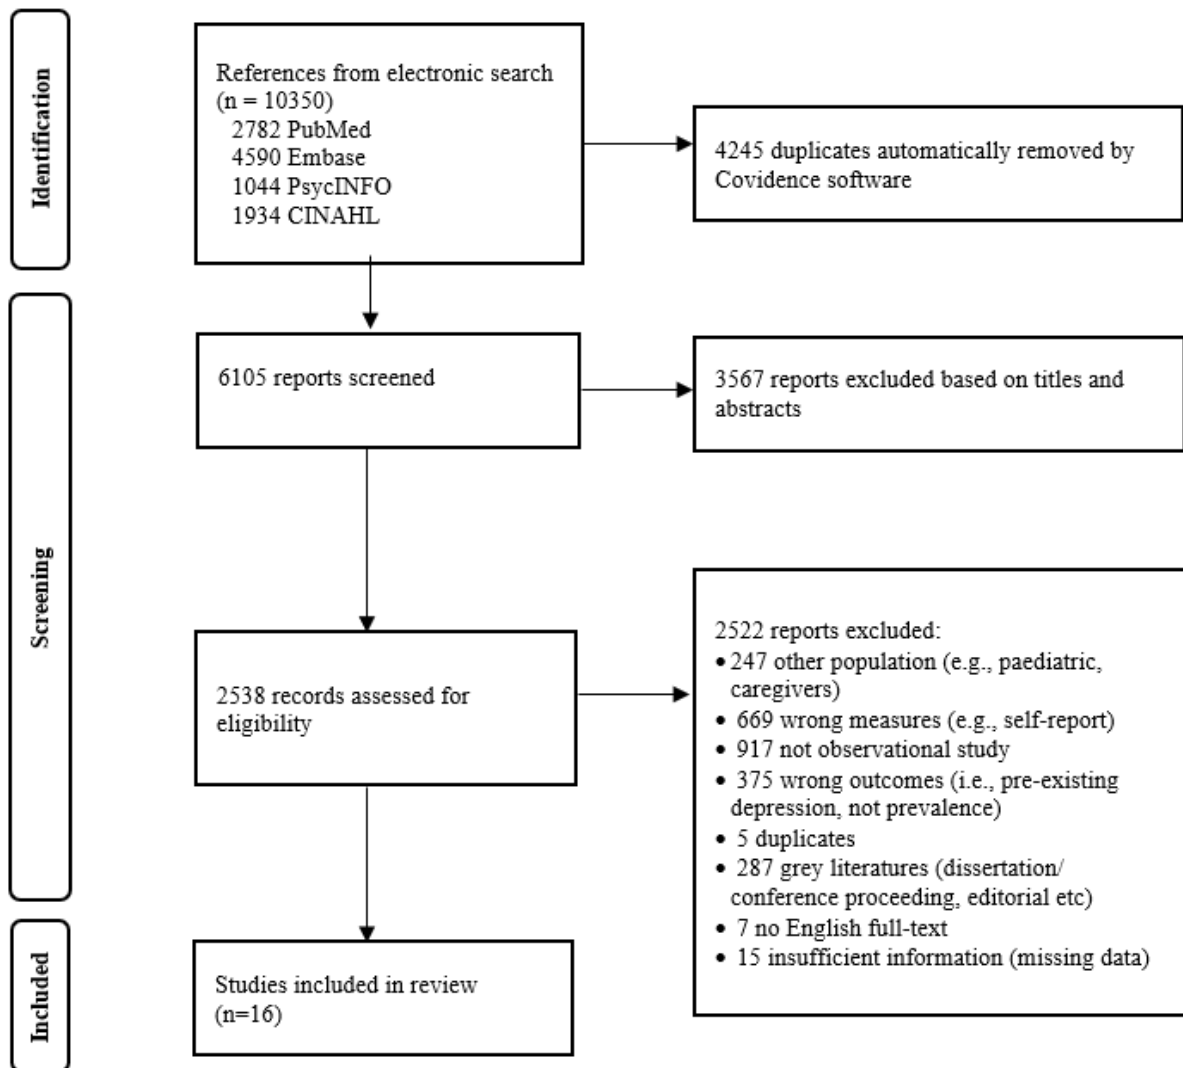 Identification
References from electronic search
(n = 10350)
2782 PubMed
4590 Embase
1044 PsycINFO
1934 CINAHL
4245 duplicates automatically removed by
Covidence software
Screening
6105 reports screened
3567 reports excluded based on titles and
abstracts
2538 records assessed for
eligibility
2522 reports excluded:
• 247 other population (e.g., paediatric,
caregivers)
• 669 wrong measures (e.g., self-report)
• 917 not observational study
• 375 wrong outcomes (i.e., pre-existing
depression, not prevalence)
• 5 duplicates
• 287 grey literatures (dissertation/
conference proceeding, editorial etc)
• 7 no English full-text
• 15 insufficient information (missing data)
Included
Studies included in review
(n=16)